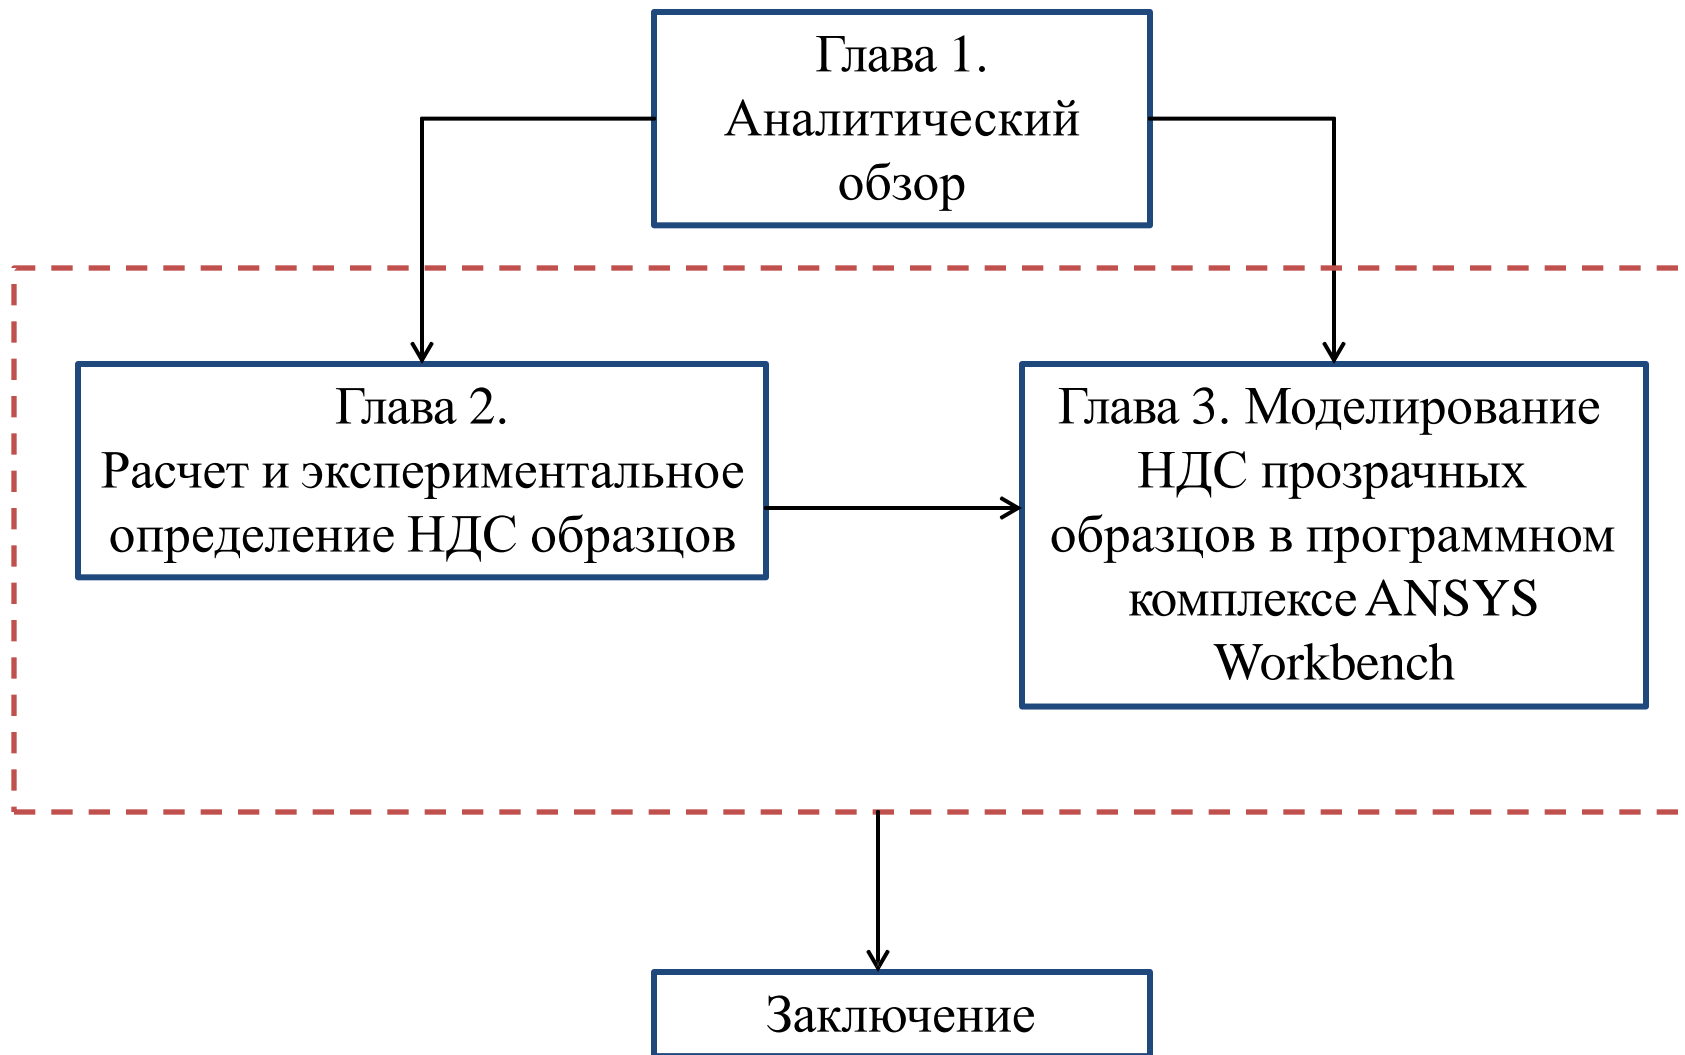 Глава 1.
Аналитический
обзор
Глава 2.
Расчет и экспериментальное
определение НДС образцов
Глава 3. Моделирование
НДС прозрачных
образцов в программном
комплексе ANSYS
Workbench
Заключение